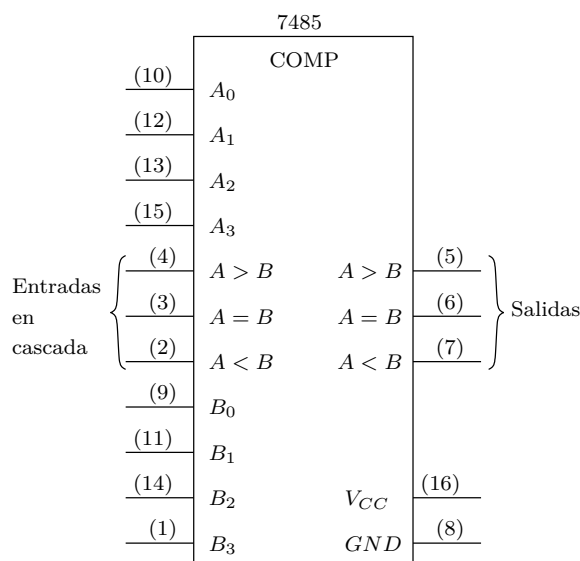 7485
COMP
(10) A0
(12) A1
(13) A2
(15) A3
(4) A > B A > B (5)
Entradas
en
cascada
(3) A = B A = B (6)
Salidas
(2) A < B A < B (7)
(9) B0
(11) B1
(14) B2 VCC (16)
(1) B3 GND (8)